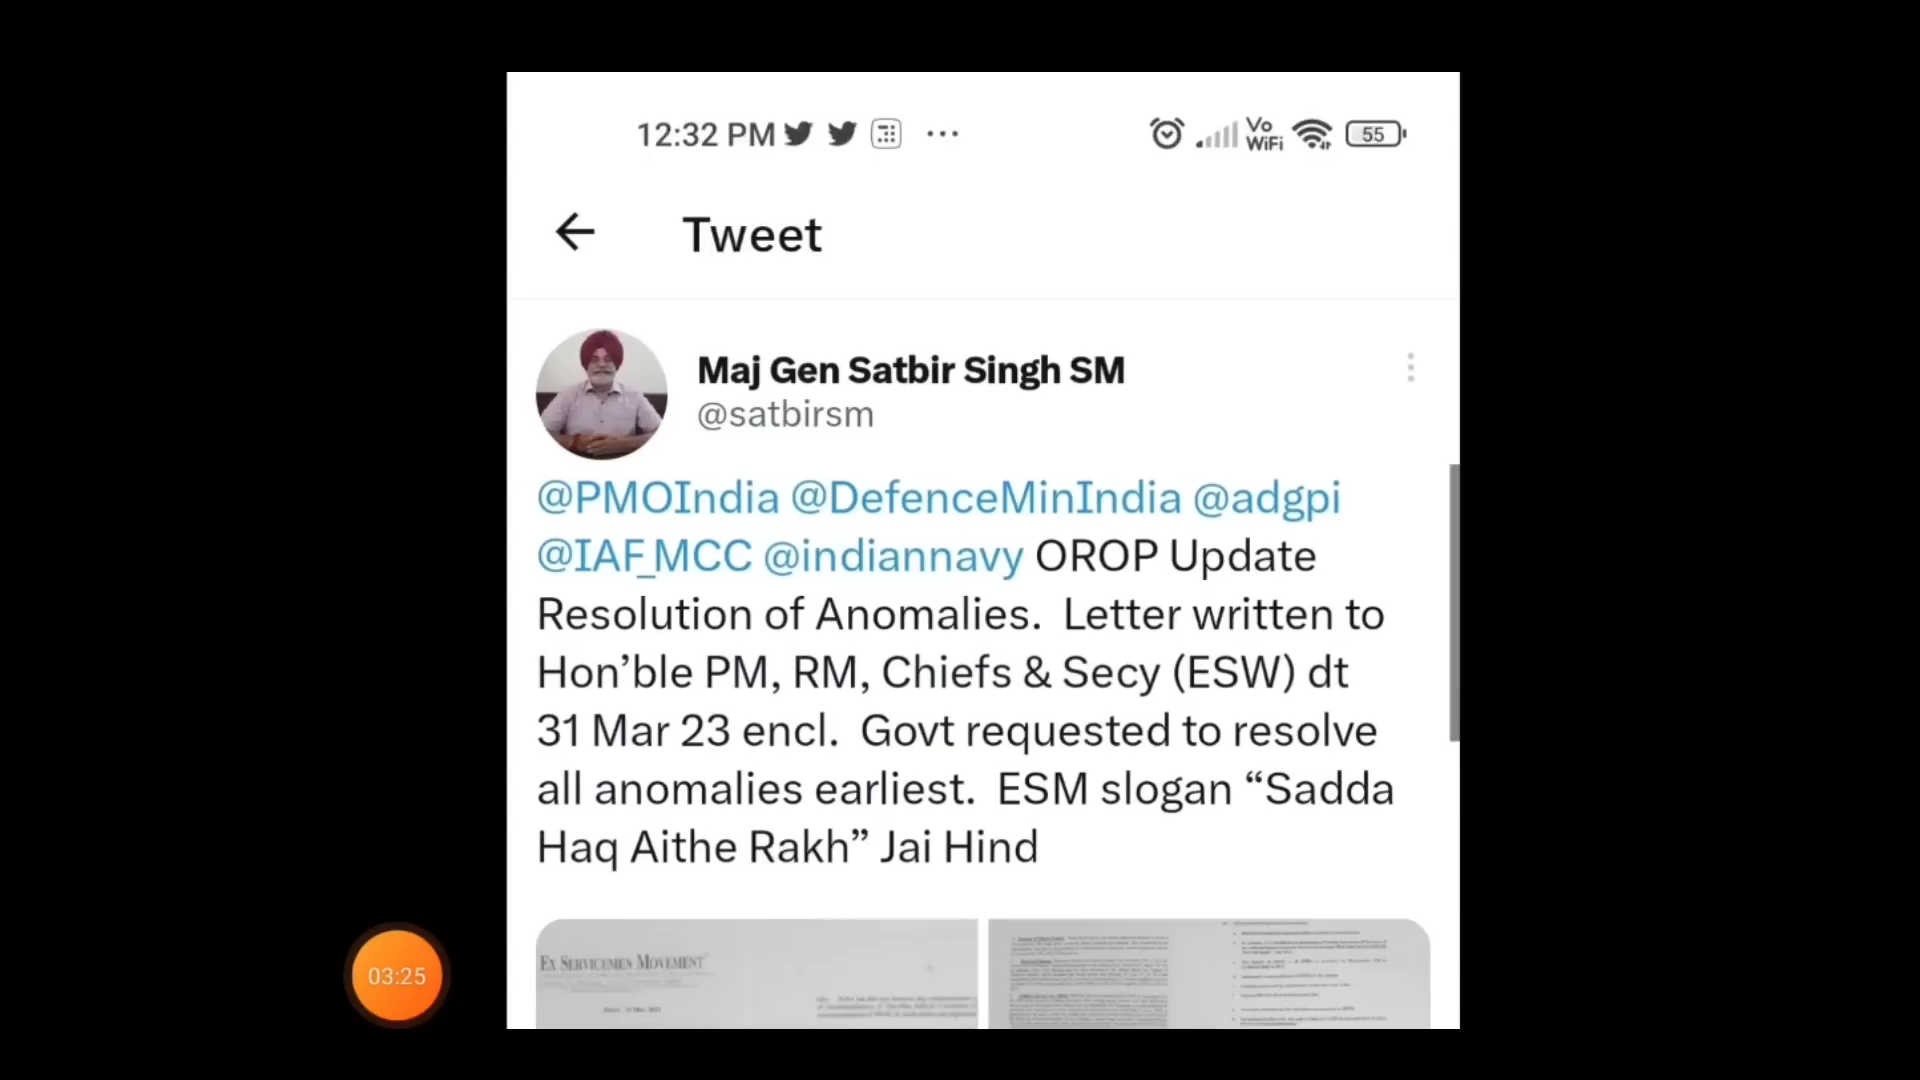 12:32 PM ... Vo WiFi 55
Tweet
Maj Gen Satbir Singh SM
@satbirsm
@PMOIndia @DefenceMinIndia @adgpi
@IAF_MCC @indiannavy OROP Update
Resolution of Anomalies.  Letter written to
Hon’ble PM, RM, Chiefs & Secy (ESW) dt
31 Mar 23 encl.  Govt requested to resolve
all anomalies earliest.  ESM slogan “Sadda
Haq Aithe Rakh” Jai Hind
EX SERVICEMEN MOVEMENT
03:25